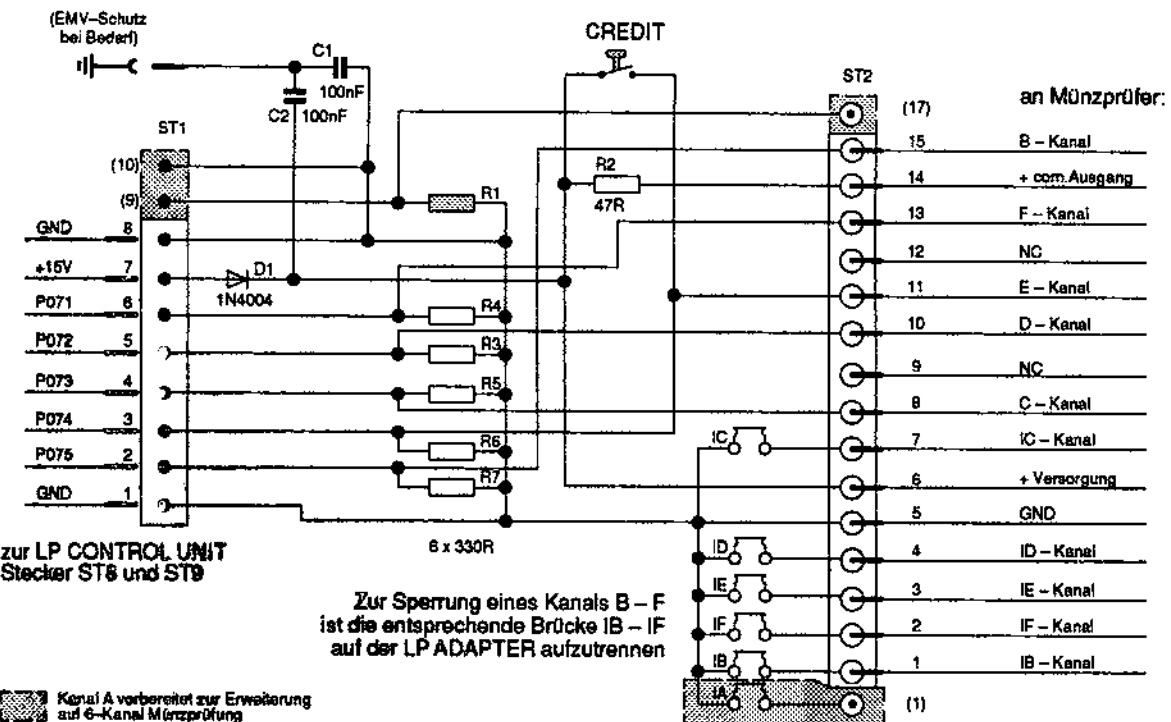 (EMV–Schutz
bei Bedarf)
CREDIT
C1
100nF
C2
100nF
ST1
ST2
an Münzprüfer:
(10)
(9)
GND 8
+15V 7
P071 6
P072 5
P073 4
P074 3
P075 2
GND 1
D1
1N4004
R1
R2
47R
R4
R3
R5
R6
R7
6 x 330R
(17)
15 B – Kanal
14 + com.Ausgang
13 F – Kanal
12 NC
11 E – Kanal
10 D – Kanal
9 NC
8 C – Kanal
7 IC – Kanal
6 + Versorgung
5 GND
4 ID – Kanal
3 IE – Kanal
2 IF – Kanal
1 IB – Kanal
(1)
IC
ID
IE
IF
IB
IA
zur LP CONTROL UNIT
Stecker ST8 und ST9
Zur Sperrung eines Kanals B – F
ist die entsprechende Brücke IB – IF
auf der LP ADAPTER aufzutrennen
Kanal A vorbereitet zur Erweiterung
auf 6–Kanal Münzprüfung